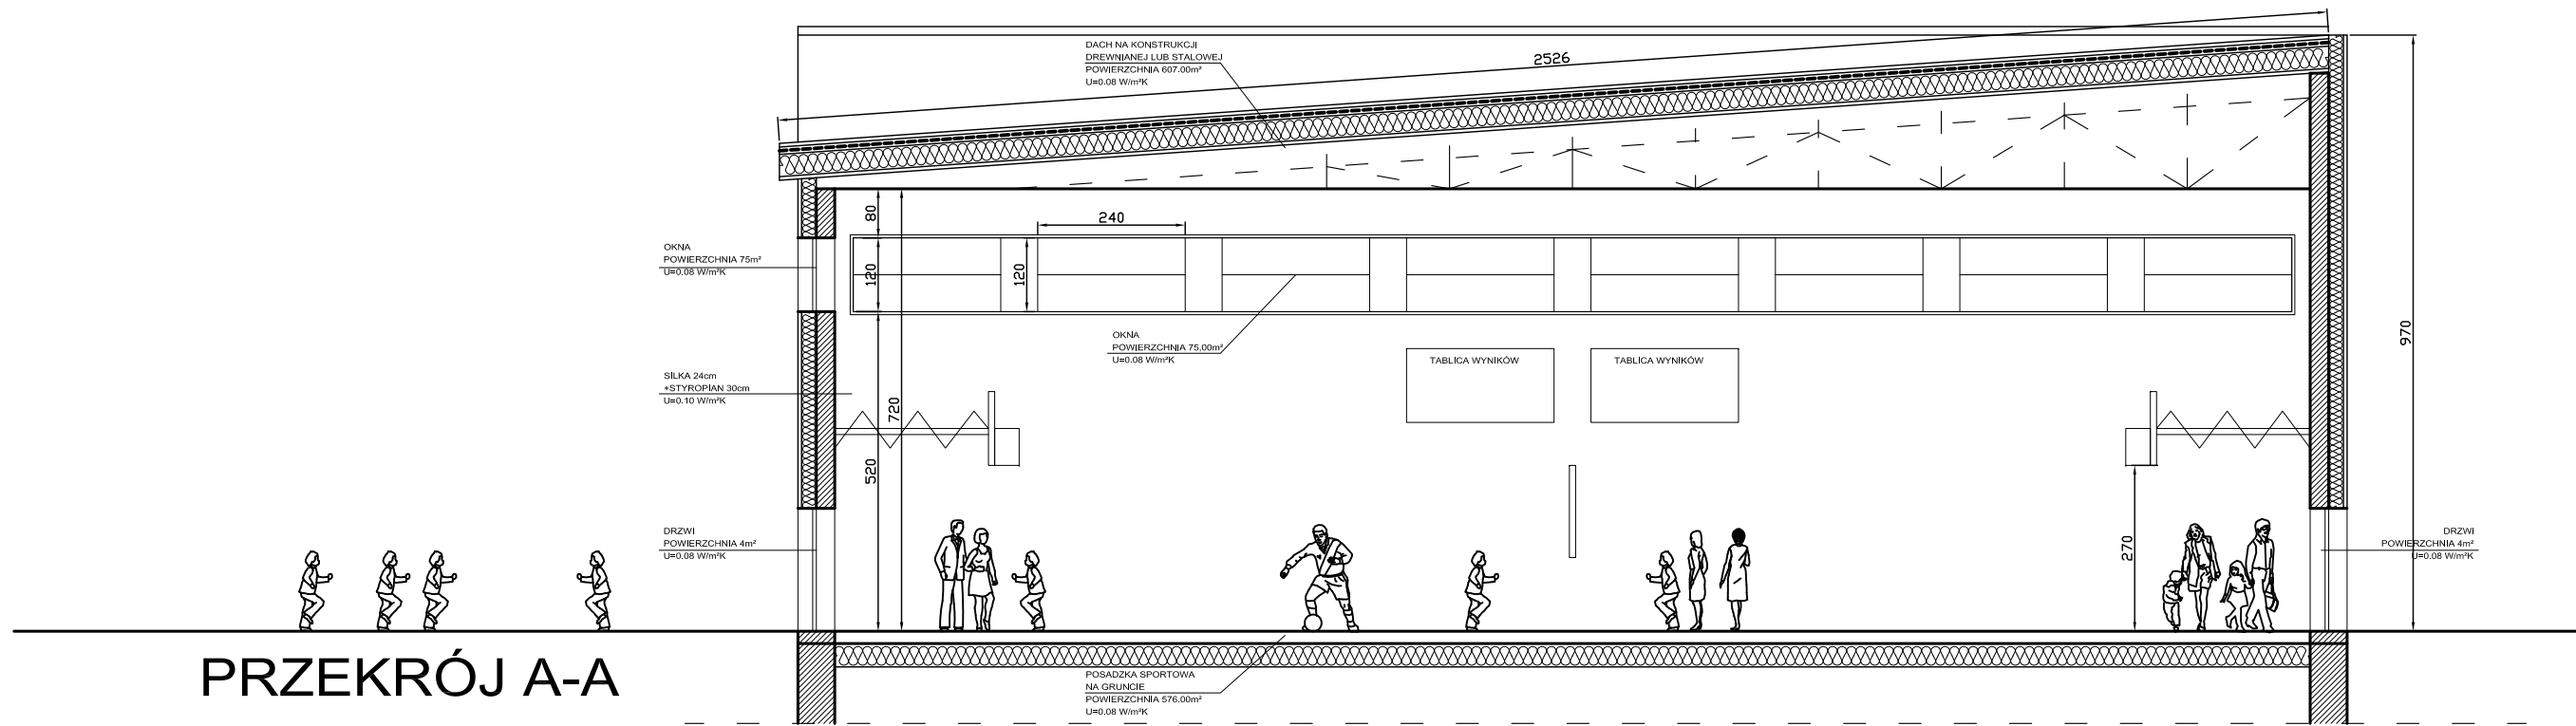 DACH NA KONSTRUKCJI
DREWNIANEJ LUB STALOWEJ
POWIERZCHNIA 607.00m²
U=0.08 W/m²K
2526
80
240
OKNA
POWIERZCHNIA 75m²
U=0.08 W/m²K
120
120
OKNA
POWIERZCHNIA 75,00m²
U=0.08 W/m²K
970
TABLICA WYNIKÓW
TABLICA WYNIKÓW
SILKA 24cm
+STYROPIAN 30cm
U=0.10 W/m²K
720
520
DRZWI
POWIERZCHNIA 4m²
U=0.08 W/m²K
270
DRZWI
POWIERZCHNIA 4m²
U=0.08 W/m²K
PRZEKRÓJ A-A
POSADZKA SPORTOWA
NA GRUNCIE
POWIERZCHNIA 576.00m²
U=0.08 W/m²K